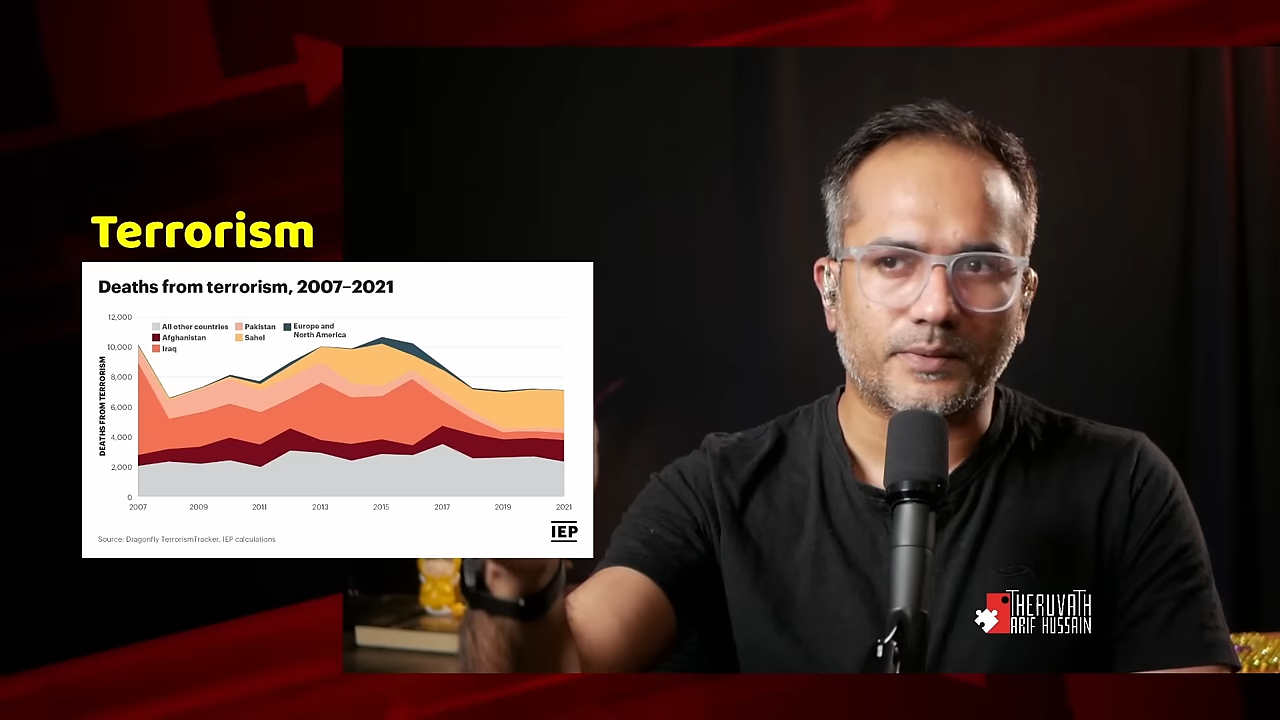 Terrorism
Deaths from terrorism, 2007–2021
12,000
10,000
8,000
6,000
4,000
2,000
0
DEATHS FROM TERRORISM
All other countries
Afghanistan
Iraq
Pakistan
Sahel
Europe and
North America
2007 2009 2011 2013 2015 2017 2019 2021
Source: Dragonfly TerrorismTracker, IEP calculations
IEP
THERUVATH
ARIF HUSSAIN